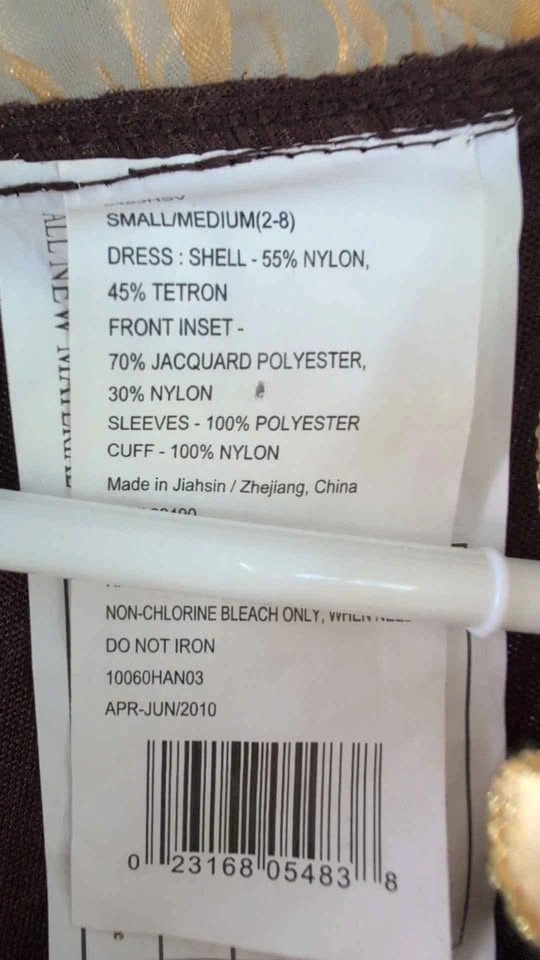 SMALL/MEDIUM(2-8)
DRESS : SHELL - 55% NYLON,
45% TETRON
FRONT INSET -
70% JACQUARD POLYESTER,
30% NYLON
SLEEVES - 100% POLYESTER
CUFF - 100% NYLON
Made in Jiahsin / Zhejiang, China
NON-CHLORINE BLEACH ONLY,
DO NOT IRON
10060HAN03
APR-JUN/2010
0 23168 05483 8
ALL NEW